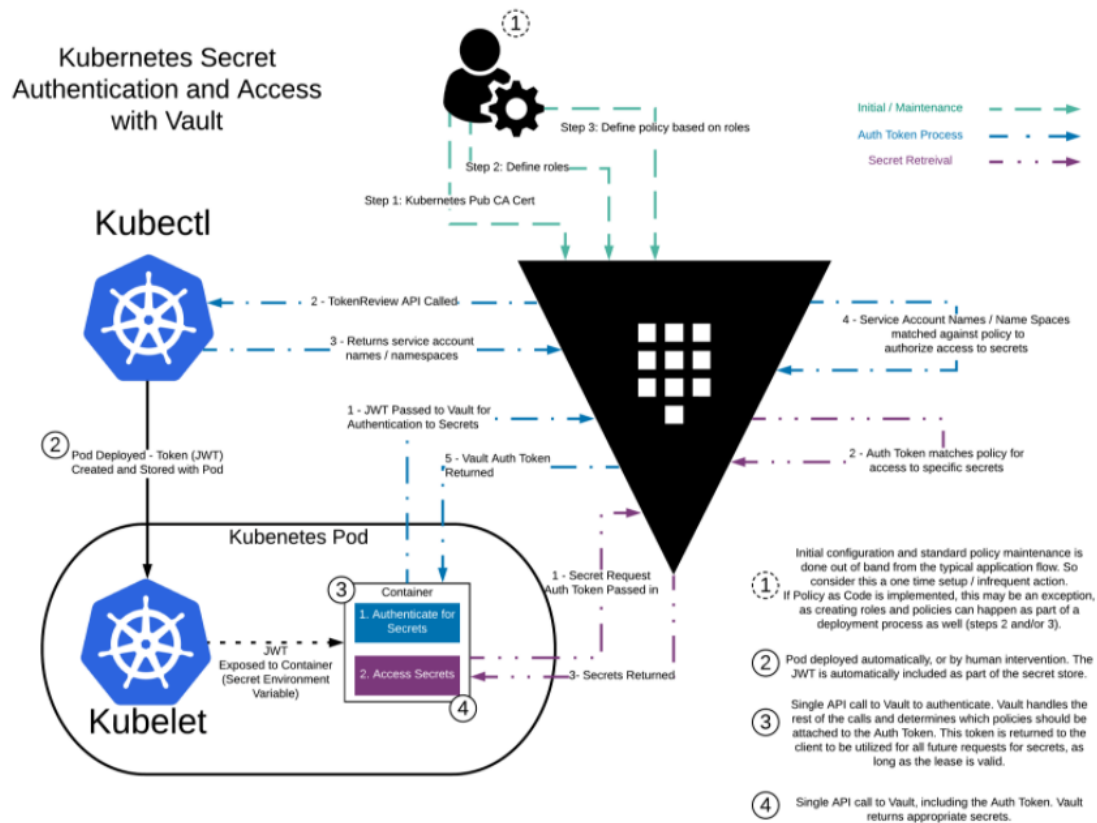 Kubernetes Secret
Authentication and Access
with Vault
1
Step 3: Define policy based on roles
Step 2: Define roles
Step 1: Kubernetes Pub CA Cert
Initial / Maintenance
Auth Token Process
Secret Retreival
Kubectl
2 - TokenReview API Called
3 - Returns service account
names / namespaces
4 - Service Account Names / Name Spaces
matched against policy to
authorize access to secrets
1 - JWT Passed to Vault for
Authentication to Secrets
5 - Vault Auth Token
Returned
2 - Auth Token matches policy for
access to specific secrets
2
Pod Deployed - Token (JWT)
Created and Stored with Pod
Kubenetes Pod
3
Container
1. Authenticate for
Secrets
2. Access Secrets
4
JWT
Exposed to Container
(Secret Environment
Variable)
Kubelet
1 - Secret Request
Auth Token Passed in
3- Secrets Returned
1
Initial configuration and standard policy maintenance is
done out of band from the typical application flow. So
consider this a one time setup / infrequent action.
If Policy as Code is implemented, this may be an exception,
as creating roles and policies can happen as part of a
deployment process as well (steps 2 and/or 3).
2
Pod deployed automatically, or by human intervention. The
JWT is automatically included as part of the secret store.
3
Single API call to Vault to authenticate. Vault handles the
rest of the calls and determines which policies should be
attached to the Auth Token. This token is returned to the
client to be utilized for all future requests for secrets, as
long as the lease is valid.
4
Single API call to Vault, including the Auth Token. Vault
returns appropriate secrets.